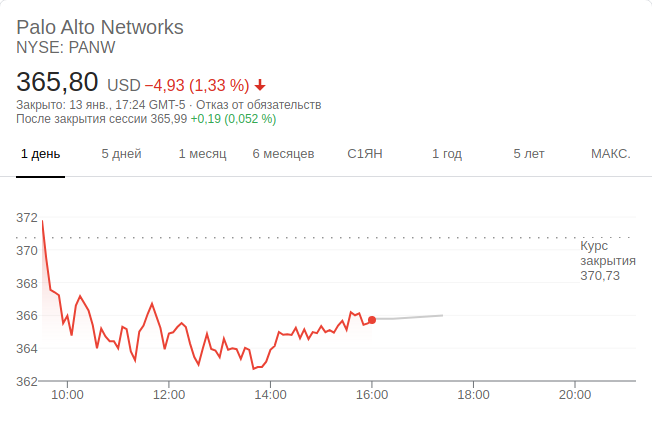 Palo Alto Networks
NYSE: PANW
365,80 USD −4,93 (1,33 %)
Закрыто: 13 янв., 17:24 GMT-5 · Отказ от обязательств
После закрытия сессии 365,99 +0,19 (0,052 %)
1 день 5 дней 1 месяц 6 месяцев С1ЯН 1 год 5 лет МАКС.
372
370
368
366
364
362
Курс
закрытия
370,73
10:00 12:00 14:00 16:00 18:00 20:00